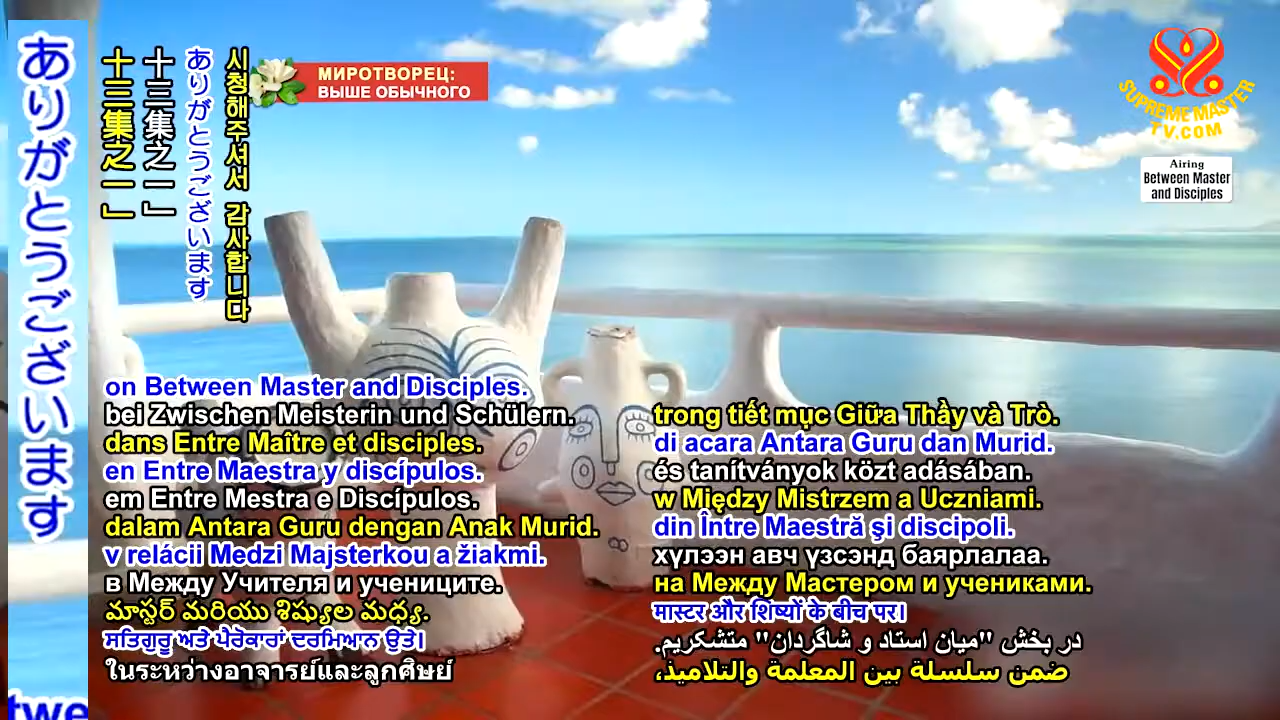 ありがとうございます
十三集之一」
十三集之一」
ありがとうございます
시청해주셔서 감사합니다
МИРОТВОРЕЦ:
ВЫШЕ ОБЫЧНОГО
SUPREME MASTER
TV.COM
Airing
Between Master
and Disciples
on Between Master and Disciples.
bei Zwischen Meisterin und Schülern.
dans Entre Maître et disciples.
en Entre Maestra y discípulos.
em Entre Mestra e Discípulos.
dalam Antara Guru dengan Anak Murid.
v relácii Medzi Majsterkou a žiakmi.
в Между Учителя и учениците.
మాస్టర్ మరియు శిష్యుల మధ్య.
ਸਤਿਗੁਰੂ ਅਤੇ ਪੈਰੋਕਾਰਾਂ ਦਰਮਿਆਨ ਉਤੇ।
ในระหว่างอาจารย์และลูกศิษย์
trong tiết mục Giữa Thầy và Trò.
di acara Antara Guru dan Murid.
és tanítványok közt adásában.
w Między Mistrzem a Uczniami.
din Între Maestră şi discipoli.
хүлээн авч үзсэнд баярлалаа.
на Между Мастером и учениками.
मास्टर और शिष्यों के बीच पर।
در بخش "میان استاد و شاگردان" متشکریم.
ضمن سلسلة بين المعلمة والتلاميذ،
twe